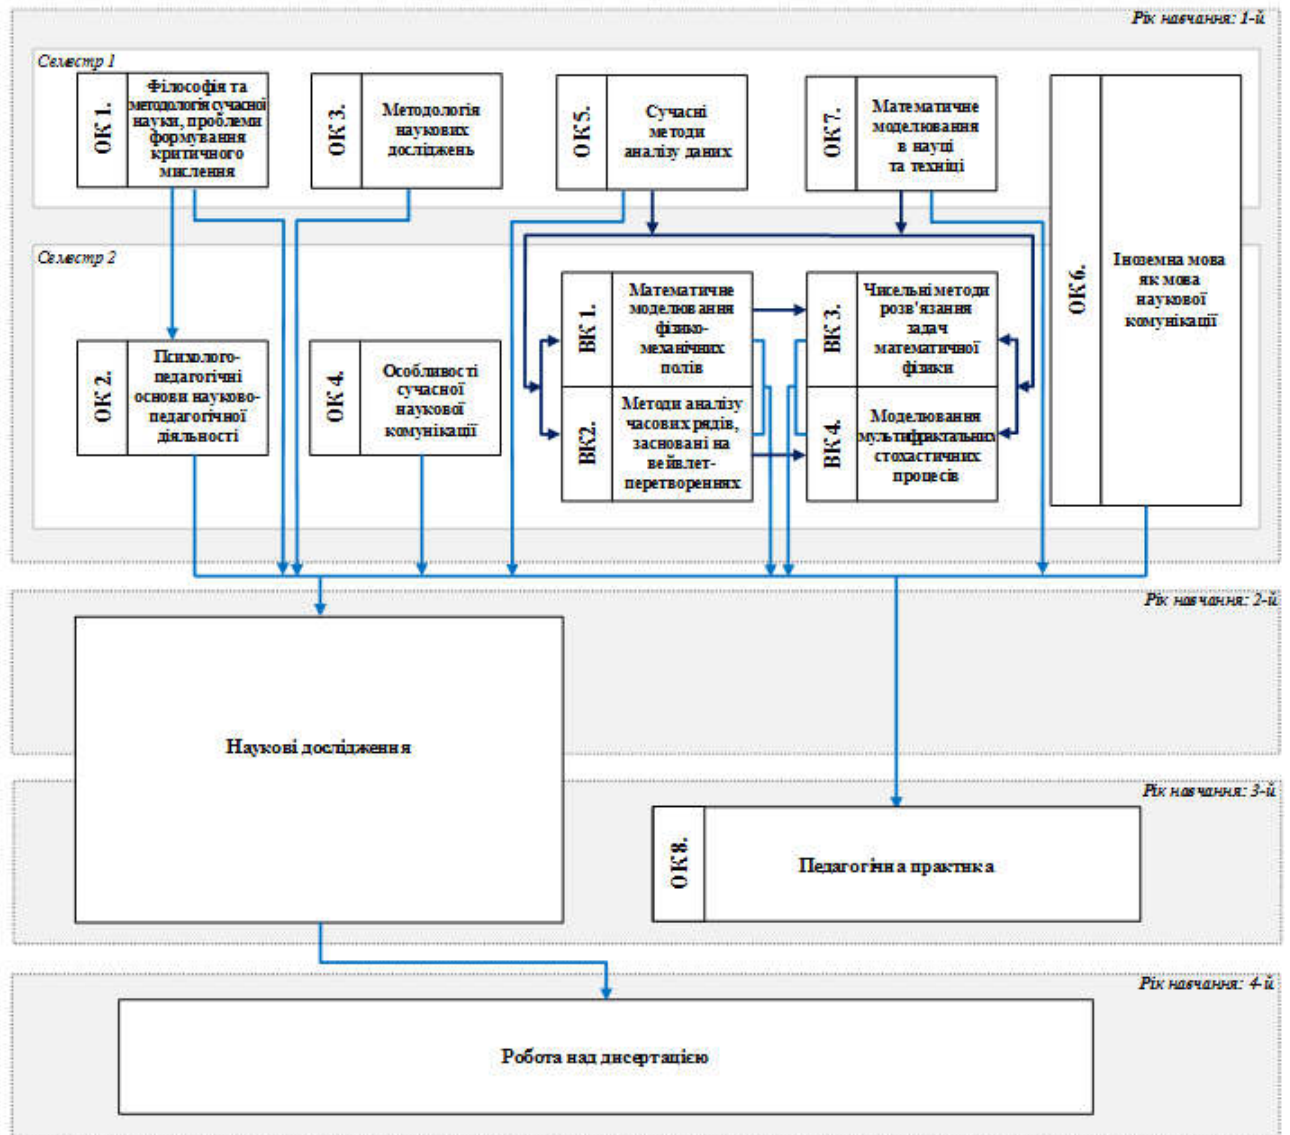 Рік навчання: 1-й
Семестр 1
ОК 1.
Філософія та
методологія сучасної
науки, проблеми
формування
критичного
мислення
ОК 3.
Методологія
наукових
досліджень
ОК 5.
Сучасні
методи
аналізу даних
ОК 7.
Математичне
моделювання
в науці
та техніці
ОК 6.
Іноземна мова
як мова
наукової
комунікації
Семестр 2
ОК 2.
Психолого-
педагогічні
основи науково-
педагогічної
діяльності
ОК 4.
Особливості
сучасної
наукової
комунікації
ВК 1.
Математичне
моделювання
фізико-
механічних
полів
ВК 3.
Чисельні методи
розв'язання
задач
математичної
фізики
ВК2.
Методи аналізу
часових рядів,
засновані на
вейвлет-
перетвореннях
ВК 4.
Моделювання
мультифрактальних
стохастичних
процесів
Рік навчання: 2-й
Наукові дослідження
Рік навчання: 3-й
ОК8.
Педагогічна практика
Рік навчання: 4-й
Робота над дисертацією